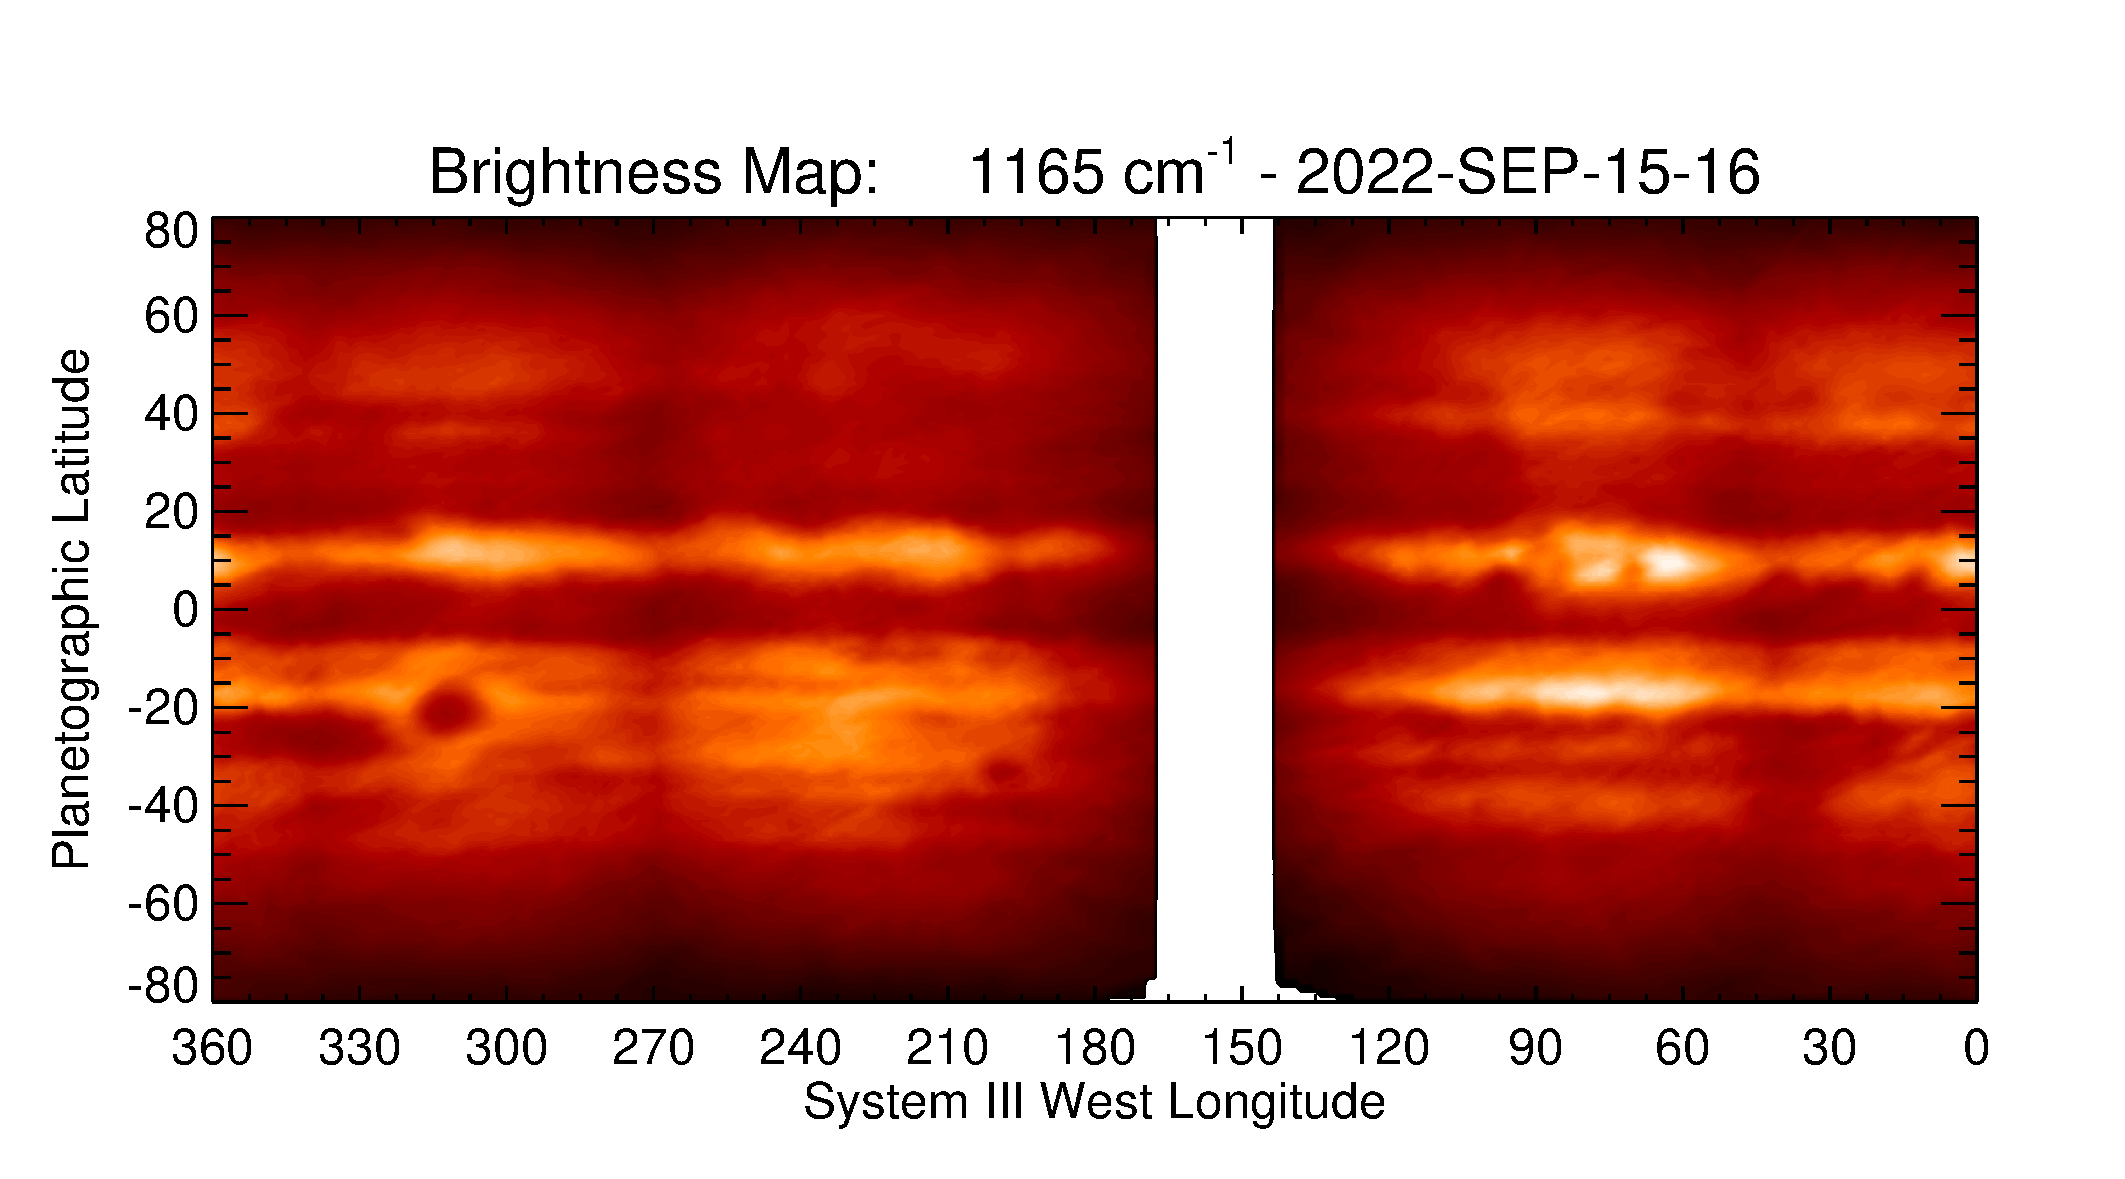 Brightness Map: 1165 cm-1 - 2022-SEP-15-16
80
60
40
20
0
-20
-40
-60
-80
Planetographic Latitude
360 330 300 270 240 210 180 150 120 90 60 30 0
System III West Longitude